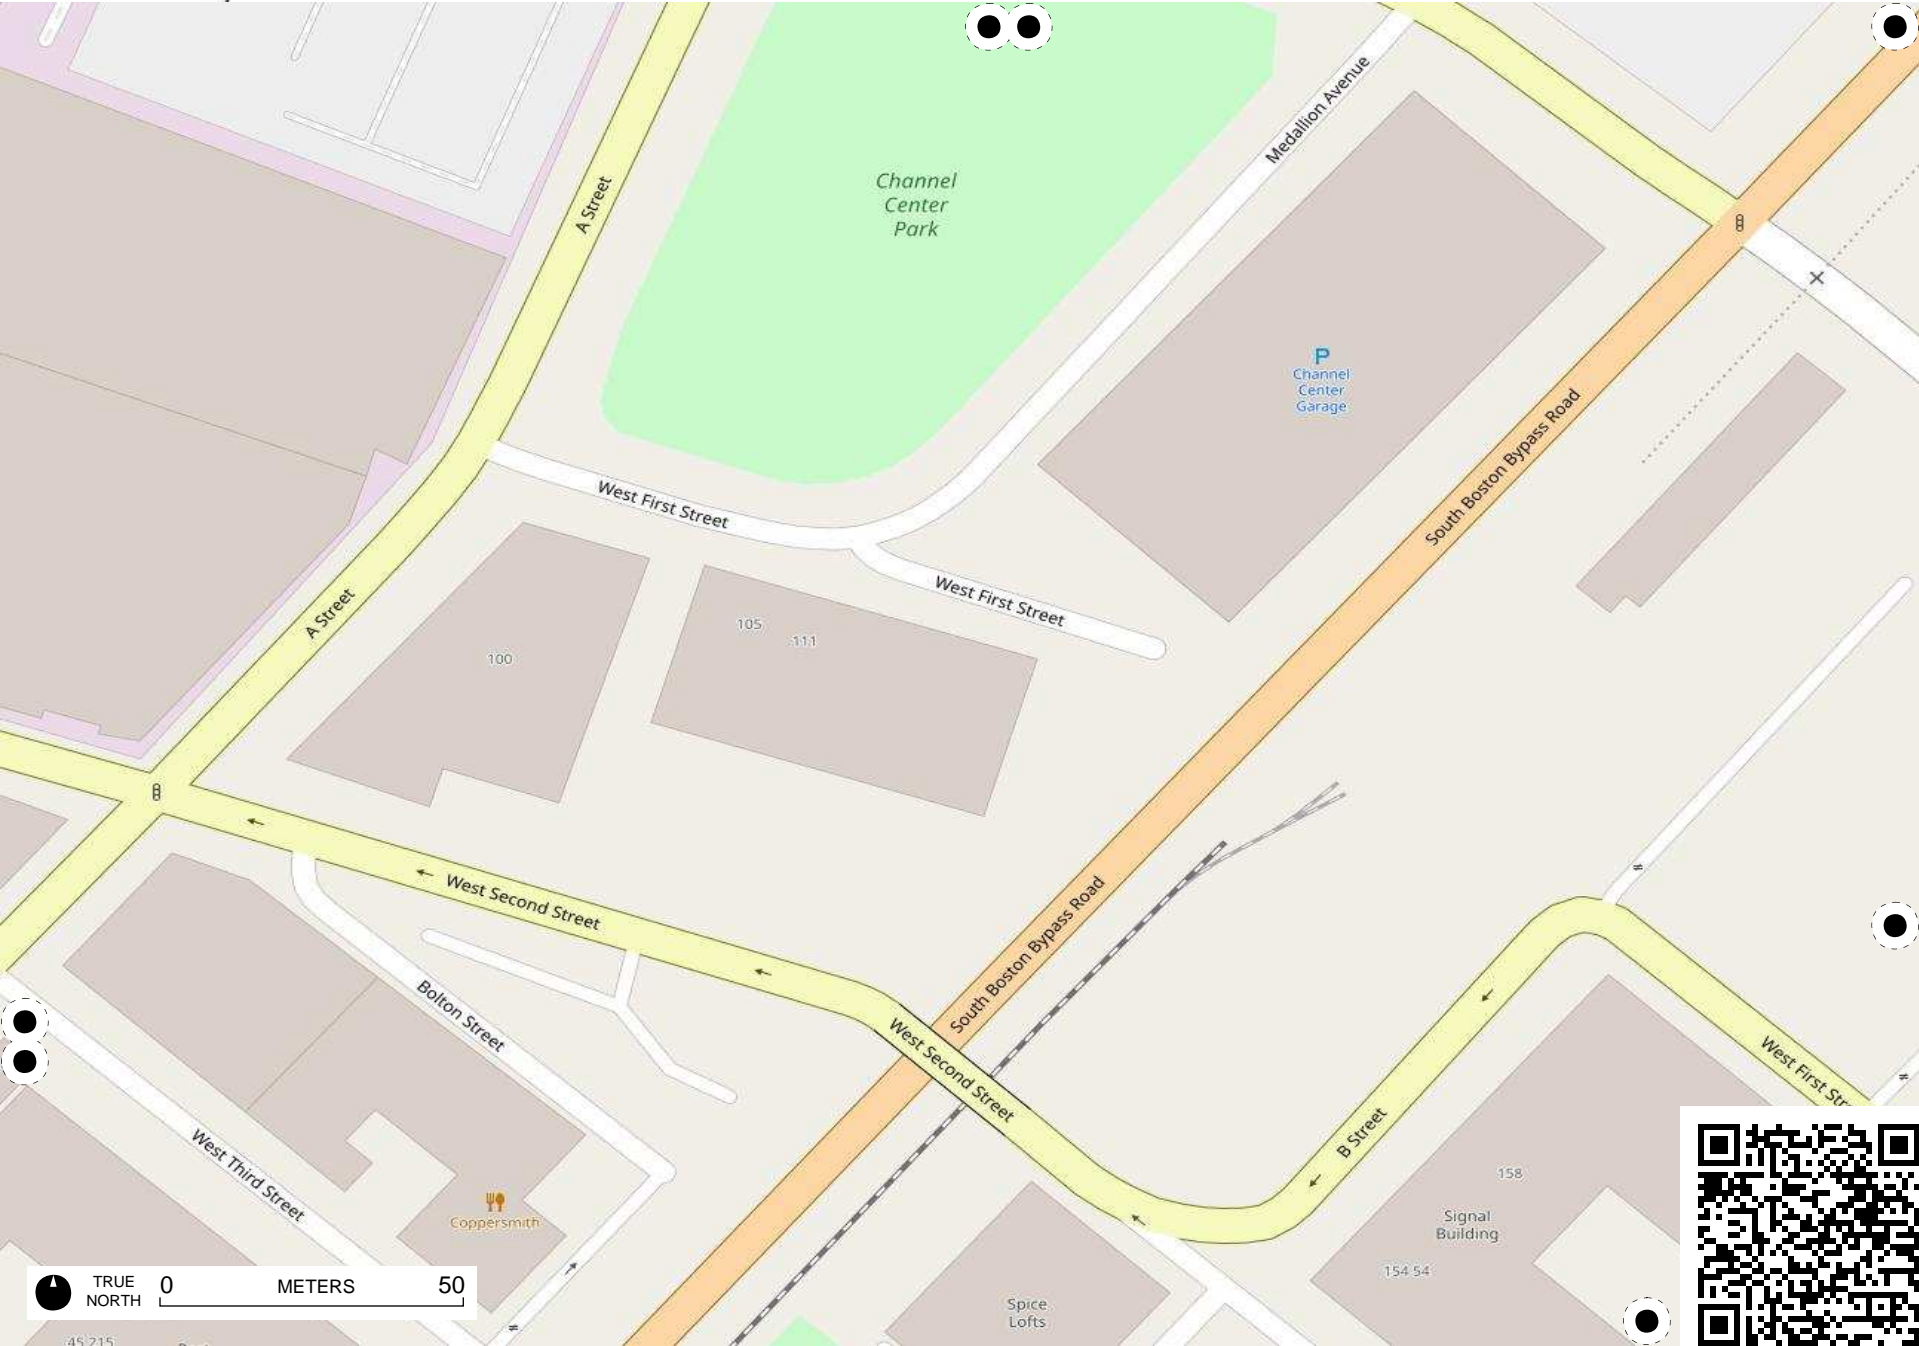 Medallion Avenue
Channel
Center
Park
A Street
P
Channel
Center
Garage
South Boston Bypass Road
West First Street
West First Street
A Street
105
111
100
West Second Street
South Boston Bypass Road
Bolton Street
West Second Street
West First Str
B Street
West Third Street
158
Coppersmith
Signal
Building
154 54
TRUE
NORTH
0
METERS
50
Spice
Lofts
45 215